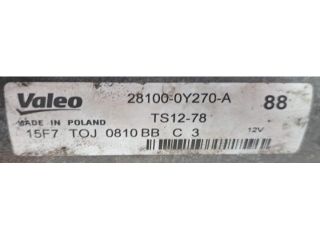 Valeo 28100-0Y270-A 88
MADE IN POLAND TS12-78
15F7 TOJ 0810 BB C 3 12V